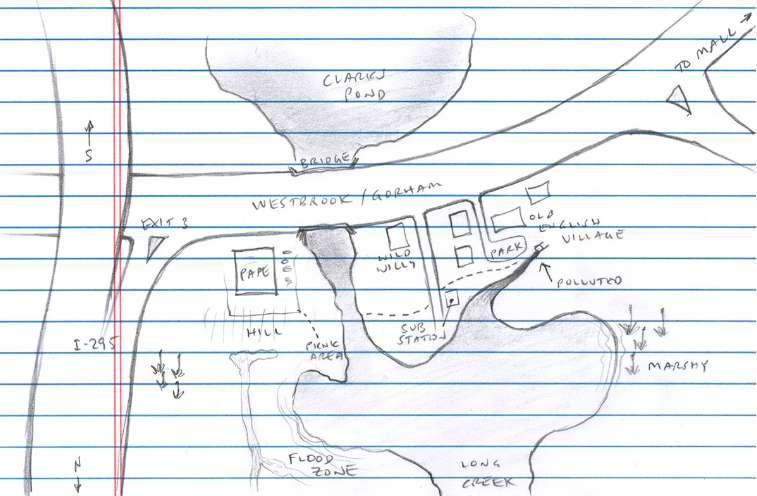 TO MALL
CLARKS
POND
BRIDGE
S
WESTBROOK / GORHAM
EXIT 3
OLD
ENGLISH
VILLAGE
WILD
WILLY
PARK
PAPE
POLLUTED
HILL
SUB
STATION
I-295
PICNIC
AREA
MARSHY
N
FLOOD
ZONE
LONG
CREEK